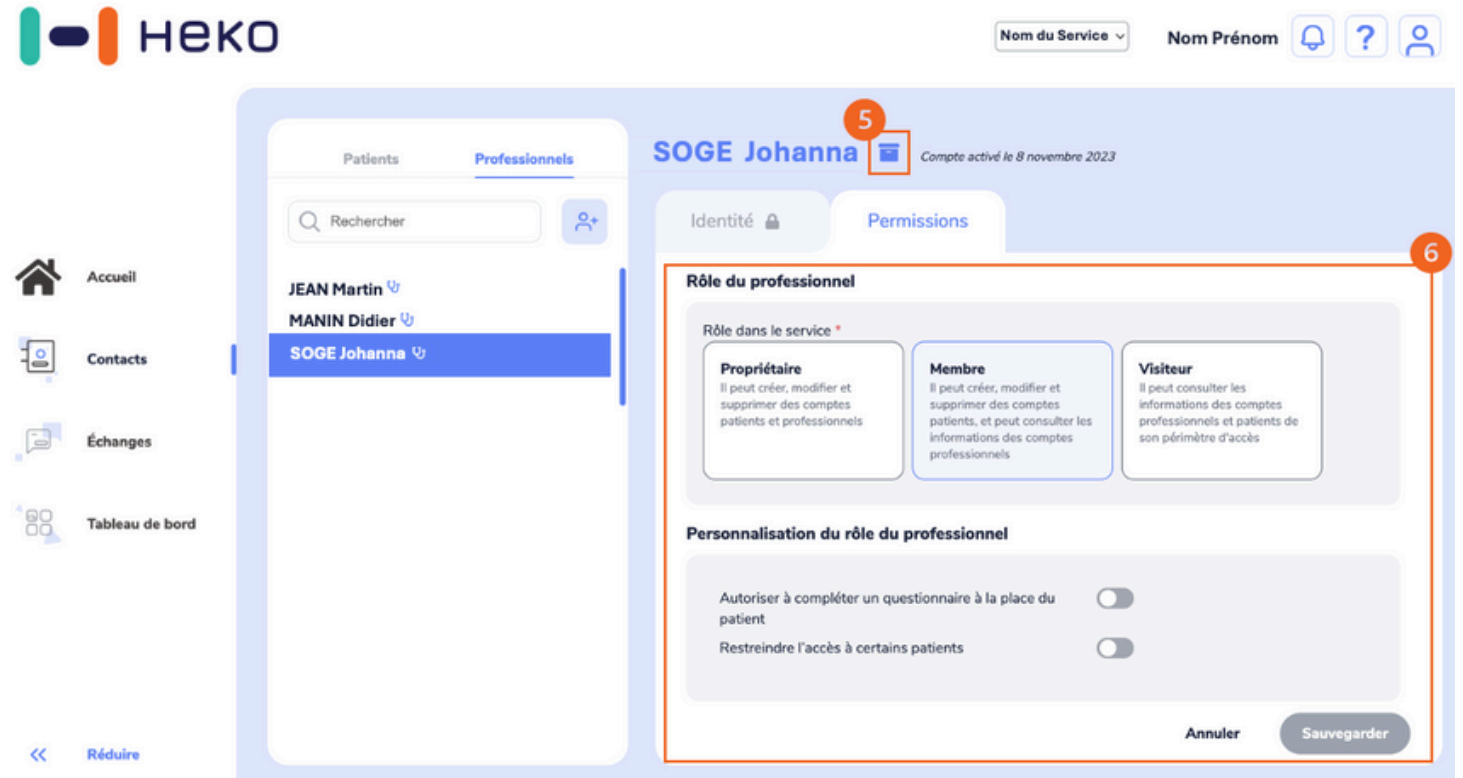 HEKO
Nom du Service
Nom Prénom
?
Accueil
Contacts
Échanges
Tableau de bord
Réduire
Patients
Professionnels
Rechercher
JEAN Martin
MANIN Didier
SOGE Johanna
5
SOGE Johanna
Compte activé le 8 novembre 2023
Identité
Permissions
6
Rôle du professionnel
Rôle dans le service *
Propriétaire
Il peut créer, modifier et
supprimer des comptes
patients et professionnels
Membre
Il peut créer, modifier et
supprimer des comptes
patients, et peut consulter les
informations des comptes
professionnels
Visiteur
Il peut consulter les
informations des comptes
professionnels et patients de
son périmètre d'accès
Personnalisation du rôle du professionnel
Autoriser à compléter un questionnaire à la place du
patient
Restreindre l'accès à certains patients
Annuler
Sauvegarder